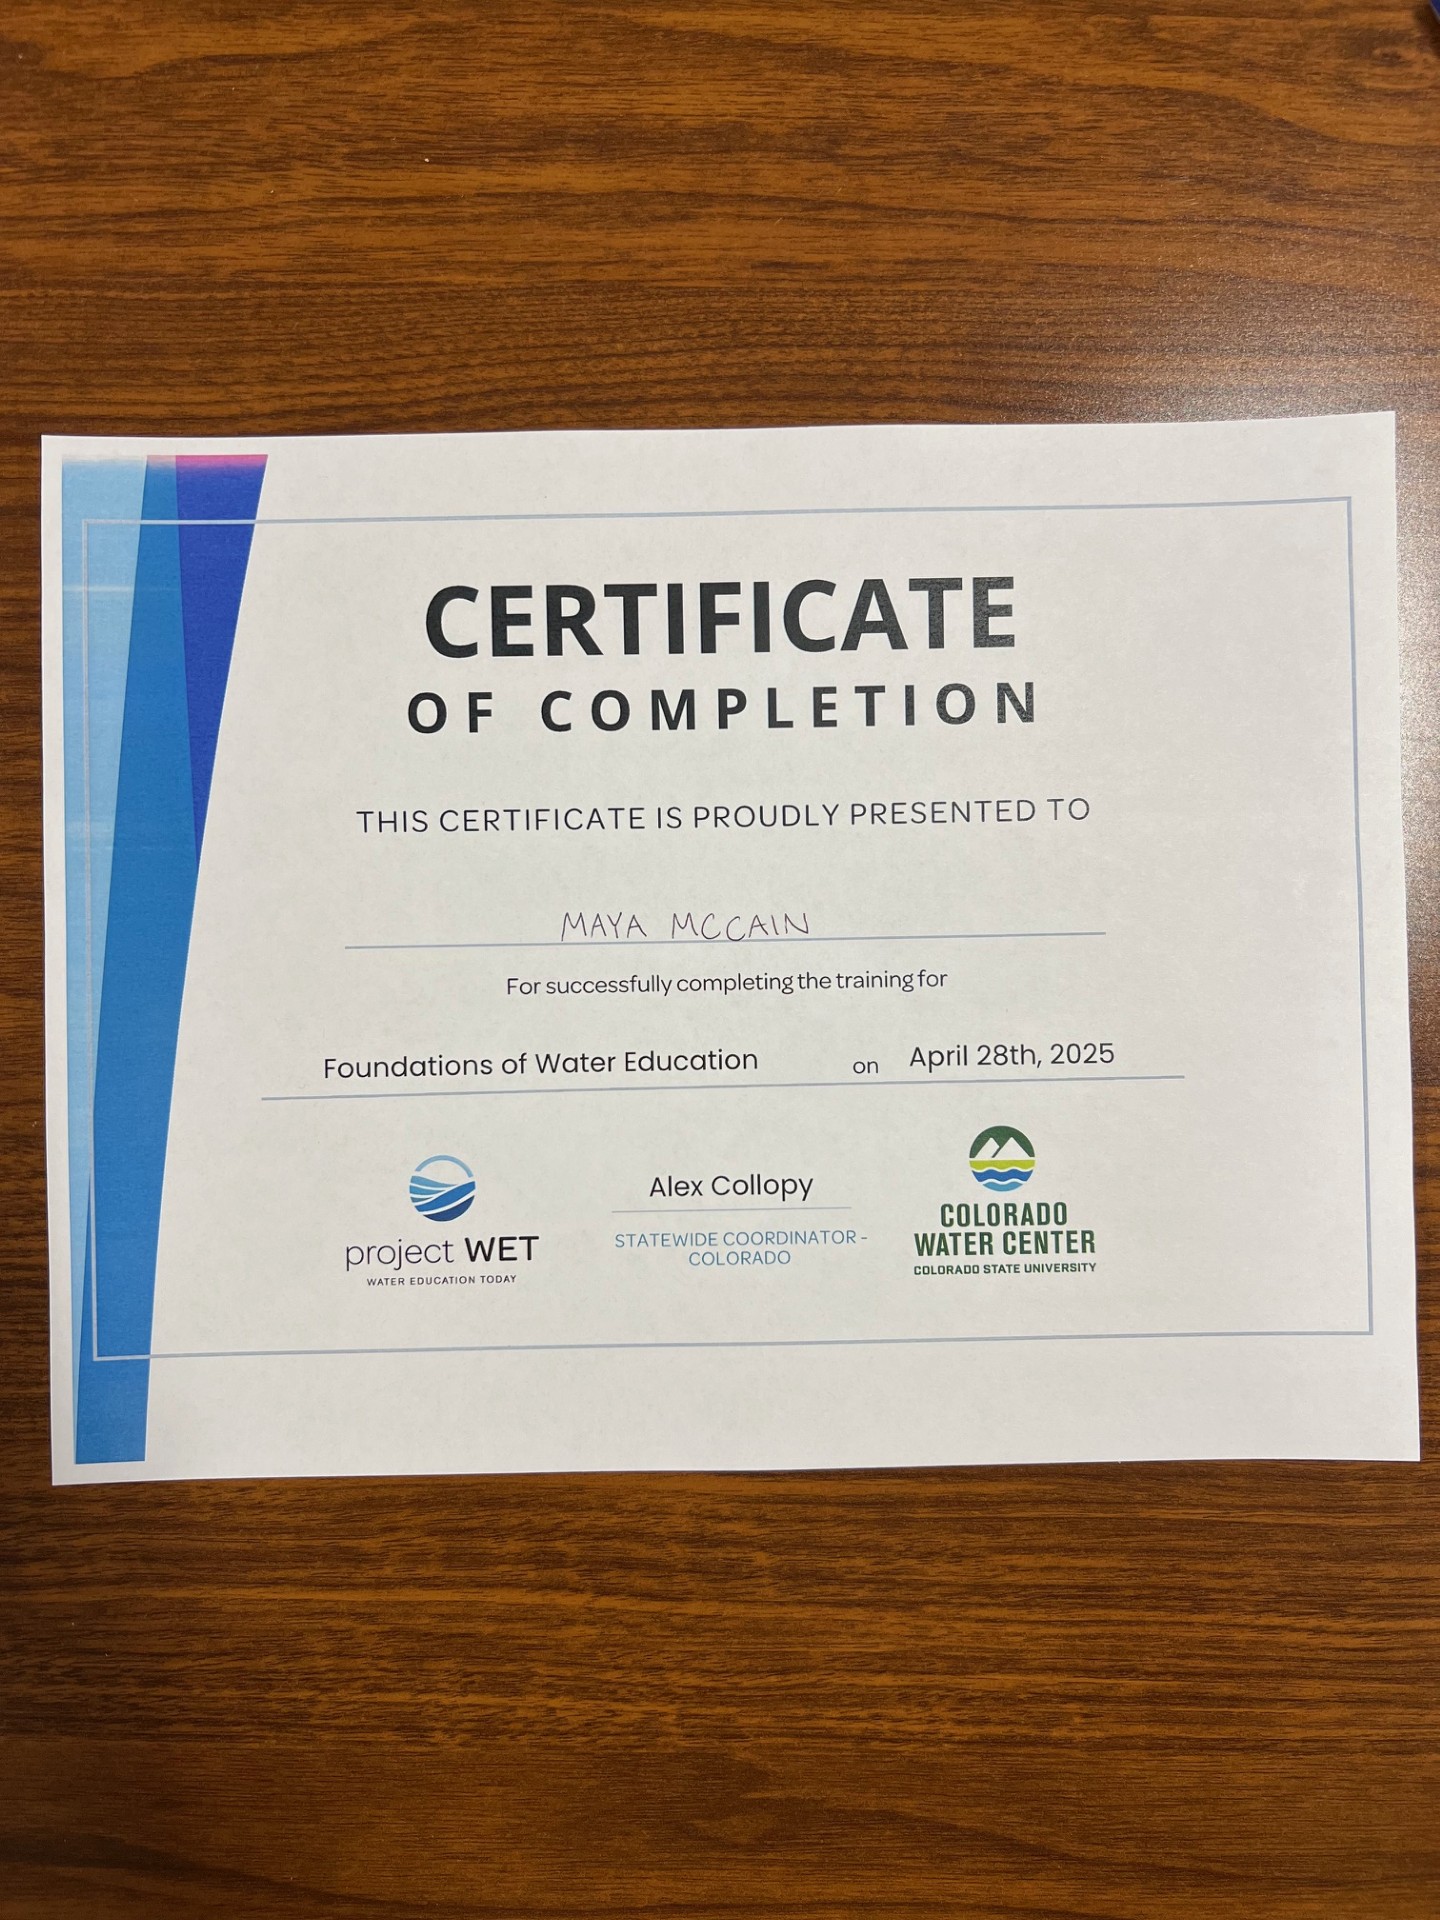 CERTIFICATE
OF COMPLETION
THIS CERTIFICATE IS PROUDLY PRESENTED TO
MAYA MCCAIN
For successfully completing the training for
Foundations of Water Education on April 28th, 2025
project WET
WATER EDUCATION TODAY
Alex Collopy
STATEWIDE COORDINATOR -
COLORADO
COLORADO
WATER CENTER
COLORADO STATE UNIVERSITY